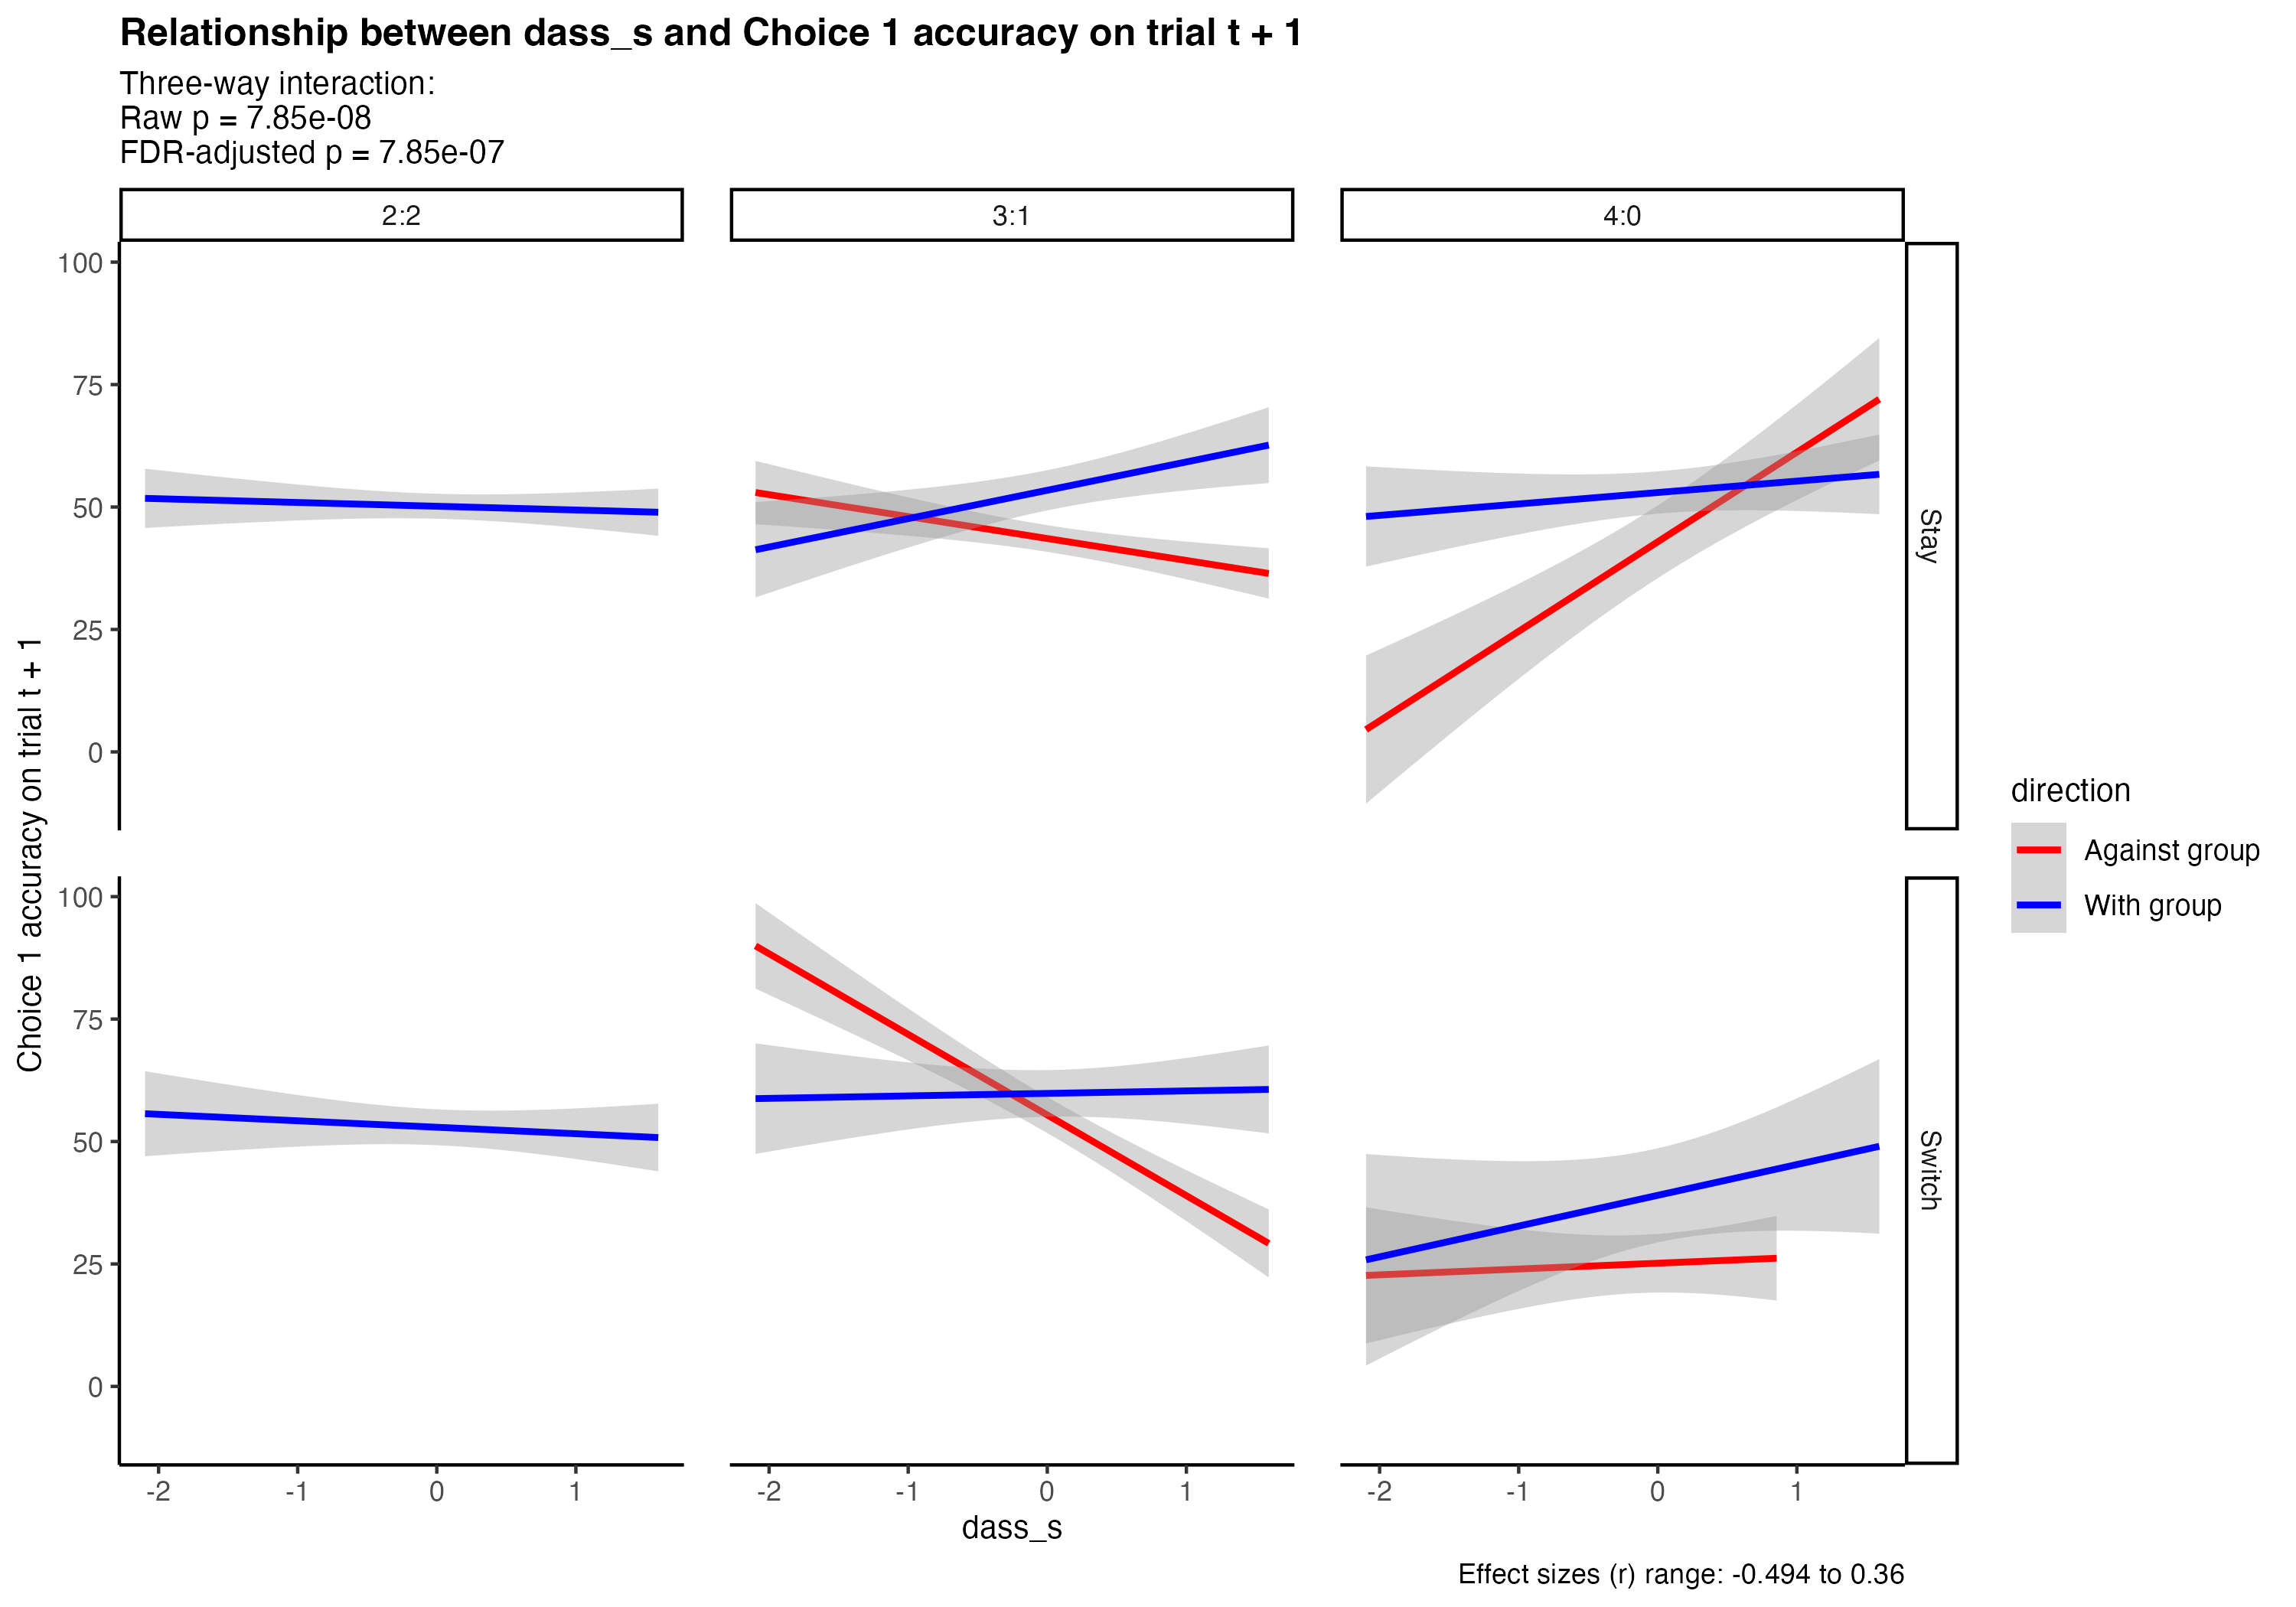 Relationship between dass_s and Choice 1 accuracy on trial t + 1
Three-way interaction:
Raw p = 7.85e-08
FDR-adjusted p = 7.85e-07
2:2
3:1
4:0
100
75
50
25
0
Stay
Choice 1 accuracy on trial t + 1
direction
Against group
With group
100
75
50
25
0
Switch
-2
-1
0
1
-2
-1
0
1
-2
-1
0
1
dass_s
Effect sizes (r) range: -0.494 to 0.36